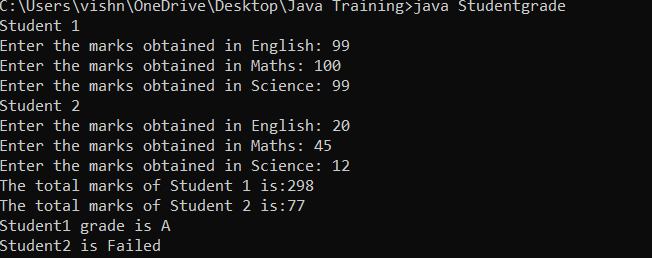 C:\Users\vishn\OneDrive\Desktop\Java Training>java Studentgrade
Student 1
Enter the marks obtained in English: 99
Enter the marks obtained in Maths: 100
Enter the marks obtained in Science: 99
Student 2
Enter the marks obtained in English: 20
Enter the marks obtained in Maths: 45
Enter the marks obtained in Science: 12
The total marks of Student 1 is:298
The total marks of Student 2 is:77
Student1 grade is A
Student2 is Failed